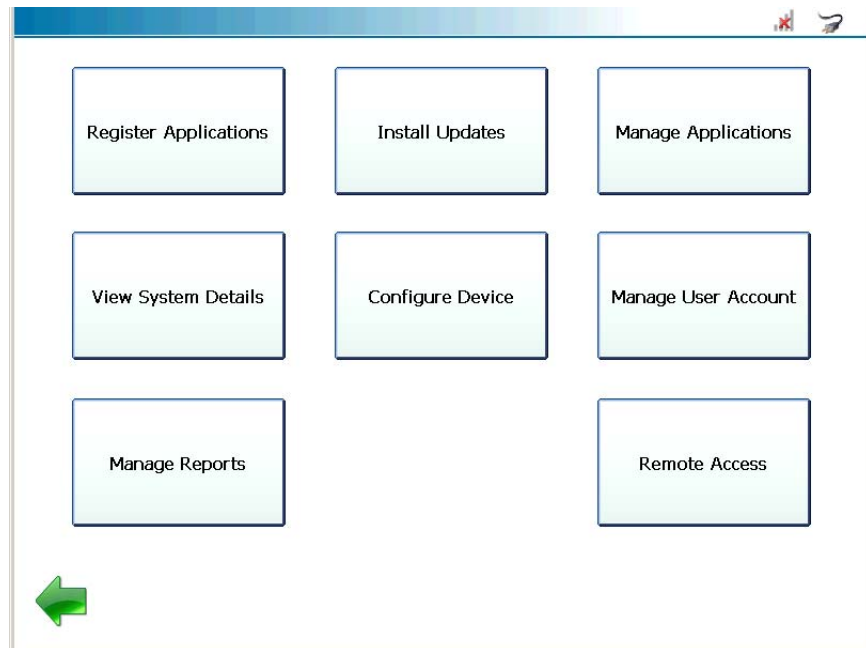 Register Applications
Install Updates
Manage Applications
View System Details
Configure Device
Manage User Account
Manage Reports
Remote Access